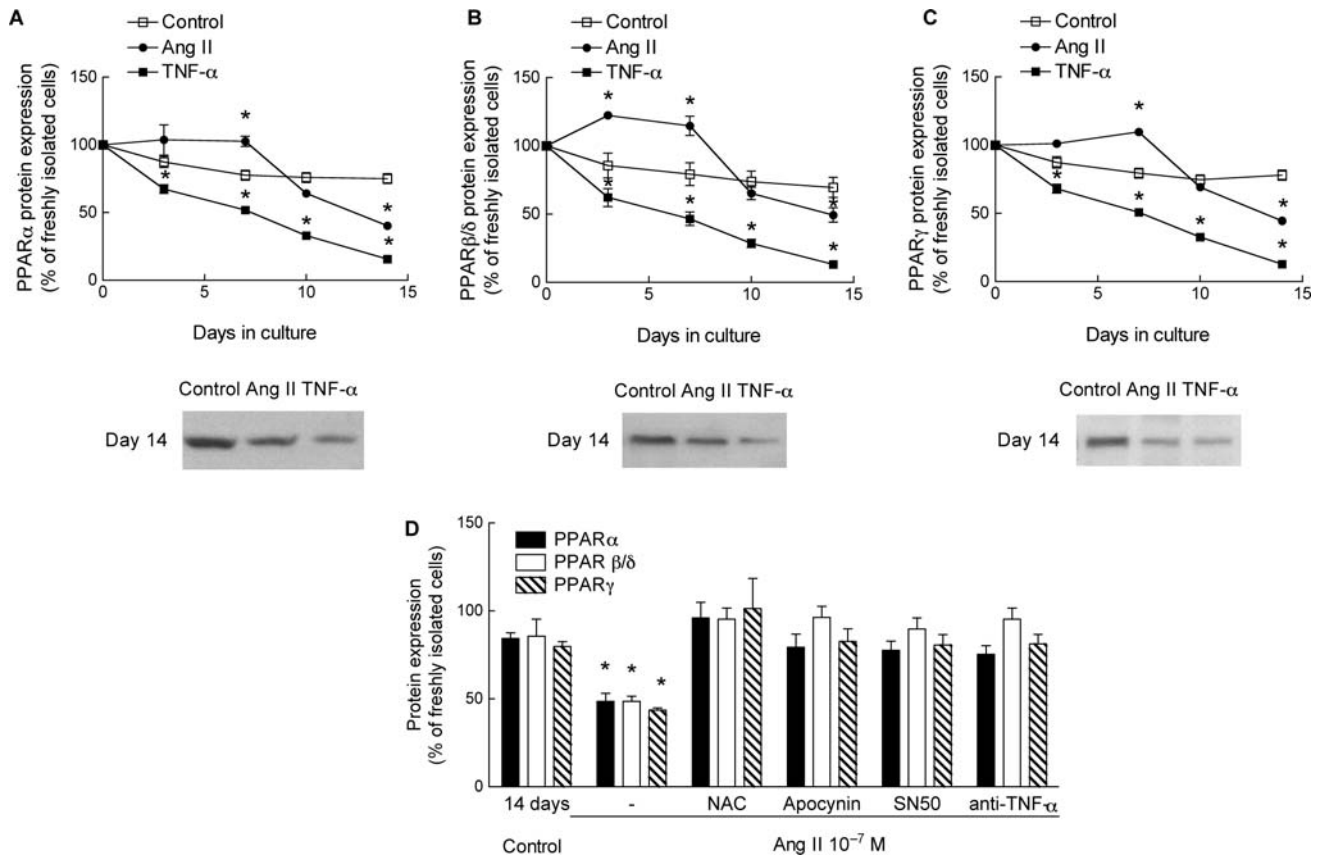 A
Control
Ang II
TNF-α
PPARα protein expression
(% of freshly isolated cells)
150
100
50
0
0 5 10 15
* * * * * *
Days in culture
Control Ang II TNF-α
Day 14
B
Control
Ang II
TNF-α
PPARβ/δ protein expression
(% of freshly isolated cells)
150
100
50
0
0 5 10 15
* * * * * * *
Days in culture
Control Ang II TNF-α
Day 14
C
Control
Ang II
TNF-α
PPARγ protein expression
(% of freshly isolated cells)
150
100
50
0
0 5 10 15
* * * * * *
Days in culture
Control Ang II TNF-α
Day 14
D
PPARα
PPAR β/δ
PPARγ
Protein expression
(% of freshly isolated cells)
150
100
50
0
* * *
14 days - NAC Apocynin SN50 anti-TNF-α
Control Ang II 10⁻⁷ M